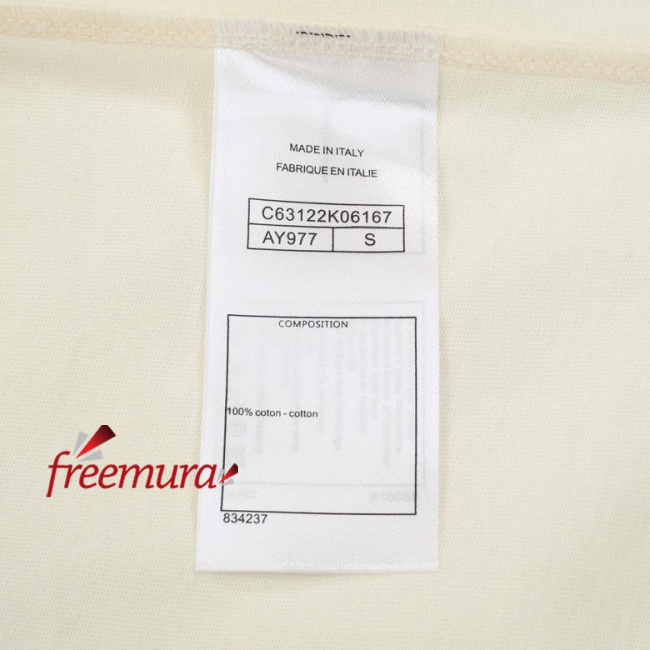 MADE IN ITALY
FABRIQUE EN ITALIE
C63122K06167
AY977 S
COMPOSITION
100% coton - cotton
freemura
834237